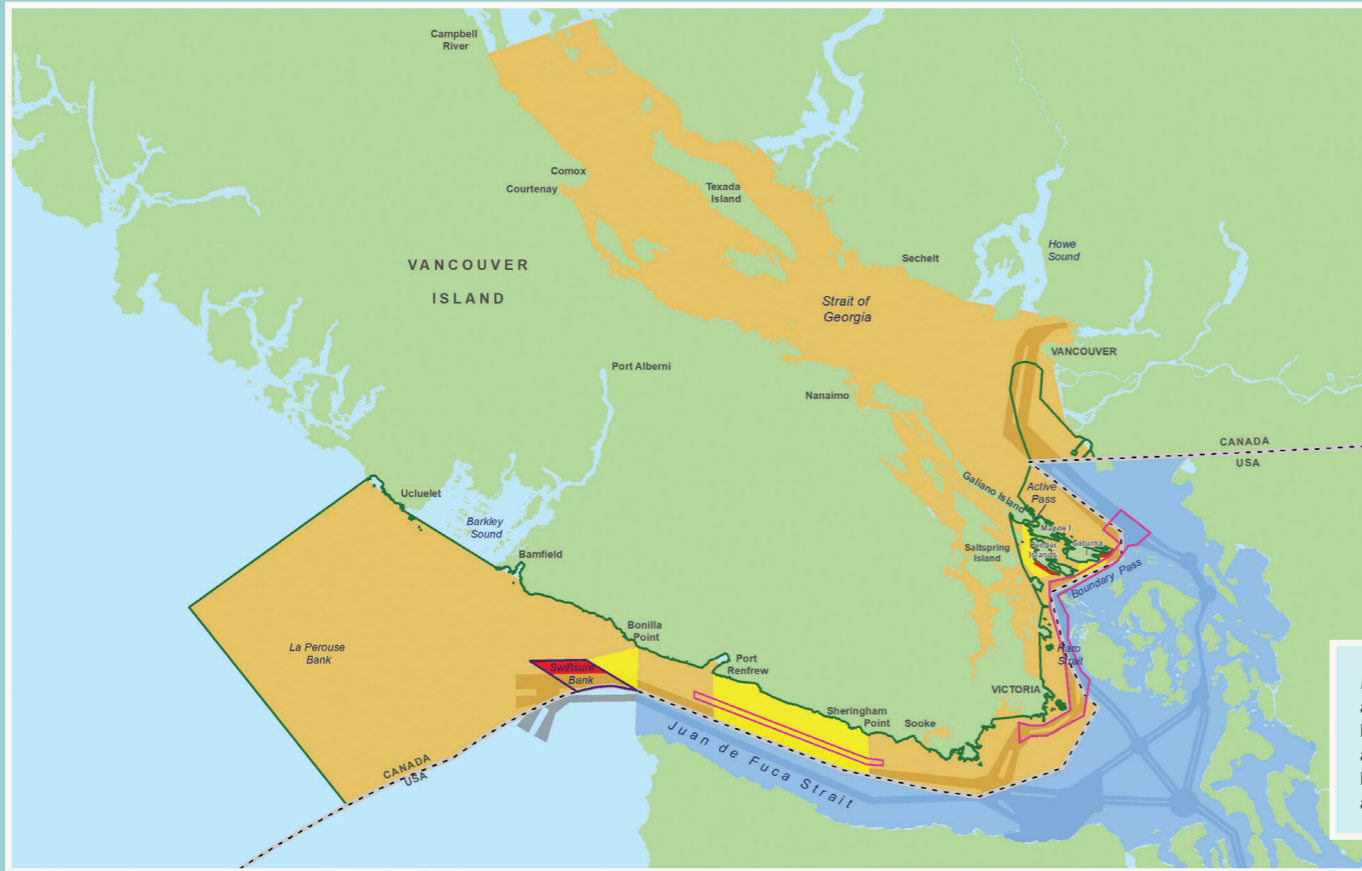 Campbell
River
Comox
Courtenay
Texada
Island
VANCOUVER
ISLAND
Sechelt
Howe
Sound
Strait of
Georgia
VANCOUVER
Port Alberni
Nanaimo
CANADA
USA
Galiano Island
Active
Pass
Mayne I.
Ucluelet
Barkley
Sound
Bamfield
Saltspring
Island
Pender
Islands
Saturna
I.
Boundary Pass
Bonilla
Point
La Perouse
Bank
Swiftsure
Bank
Port
Renfrew
Haro
Strait
VICTORIA
Sheringham
Point
Sooke
Juan de Fuca Strait
CANADA
USA